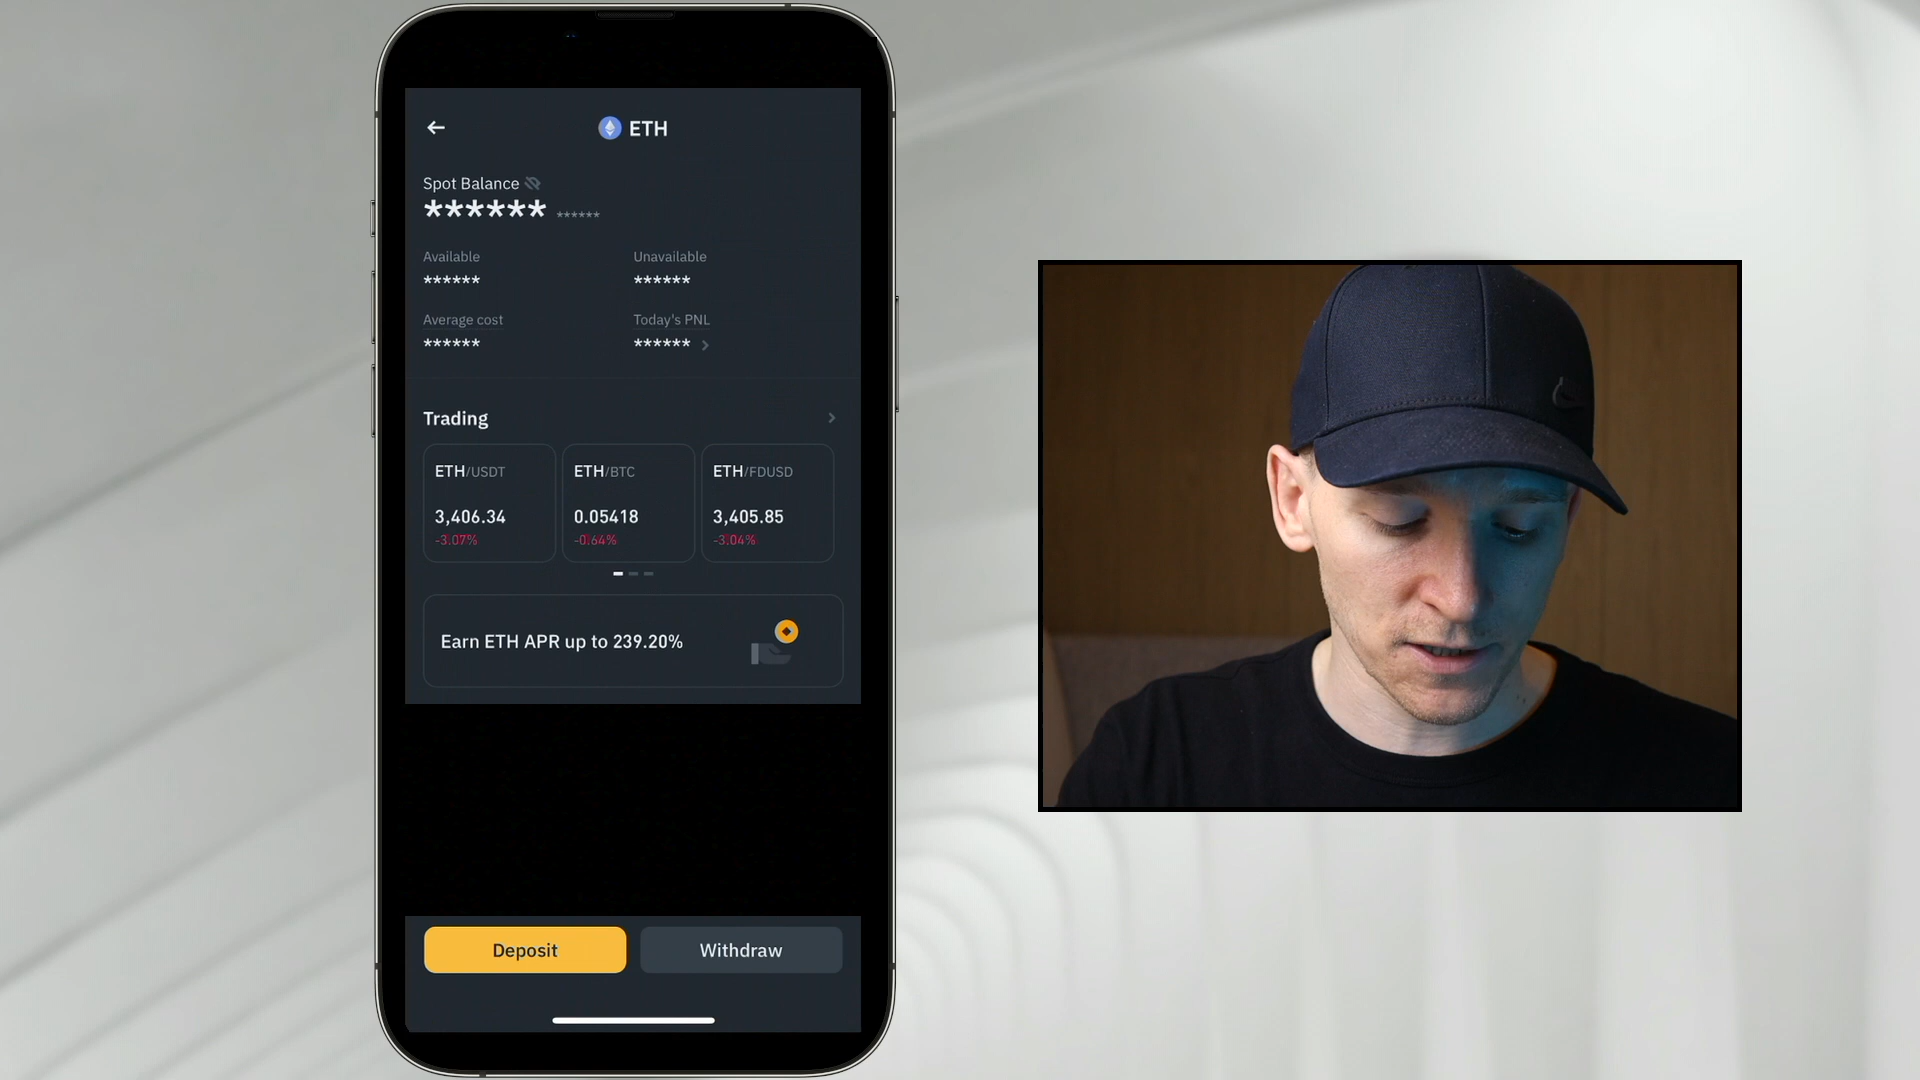 ETH
Spot Balance
****** ******
Available Unavailable
****** ******
Average cost Today's PNL
****** ******
Trading
ETH/USDT ETH/BTC ETH/FDUSD
3,406.34 0.05418 3,405.85
-3.07% -0.64% -3.04%
Earn ETH APR up to 239.20%
Deposit Withdraw